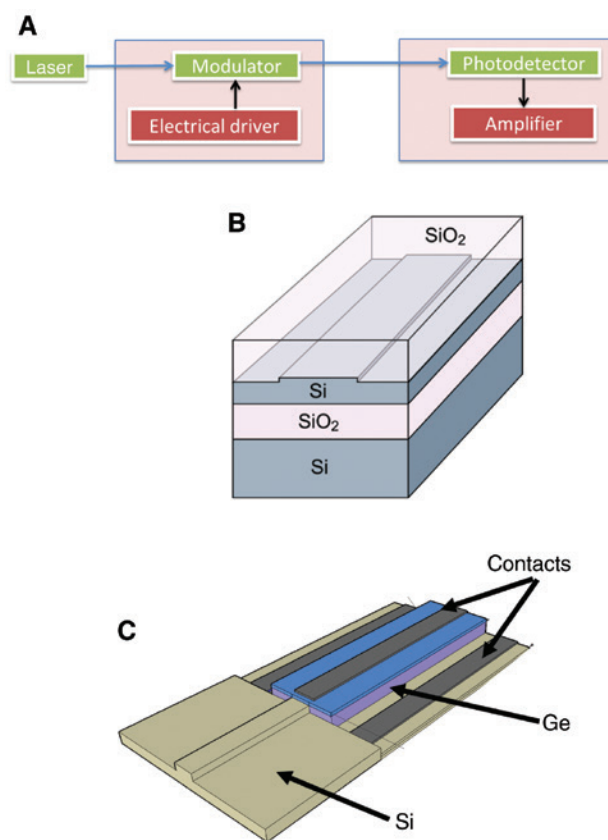 A
Laser
Modulator
Photodetector
Electrical driver
Amplifier
B
SiO₂
Si
SiO₂
Si
Contacts
C
Ge
Si